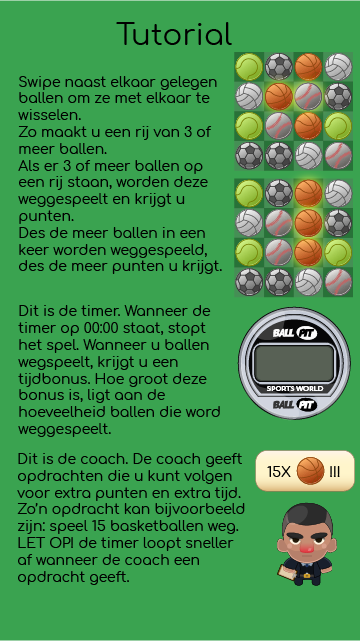 Tutorial
Swipe naast elkaar gelegen
ballen om ze met elkaar te
wisselen.
Zo maakt u een rij van 3 of
meer ballen.
Als er 3 of meer ballen op
een rij staan, worden deze
weggespeelt en krijgt u
punten.
Des de meer ballen in een
keer worden weggespeeld,
des de meer punten u krijgt.
Dit is de timer. Wanneer de
timer op 00:00 staat, stopt
het spel. Wanneer u ballen
wegspeelt, krijgt u een
tijdbonus. Hoe groot deze
bonus is, ligt aan de
hoeveelheid ballen die word
weggespeelt.
BALL PIT
SPORTS WORLD
BALL PIT
Dit is de coach. De coach geeft
opdrachten die u kunt volgen
voor extra punten en extra tijd.
Zo'n opdracht kan bijvoorbeeld
zijn: speel 15 basketballen weg.
LET OP! de timer loopt sneller
af wanneer de coach een
opdracht geeft.
15X !!!